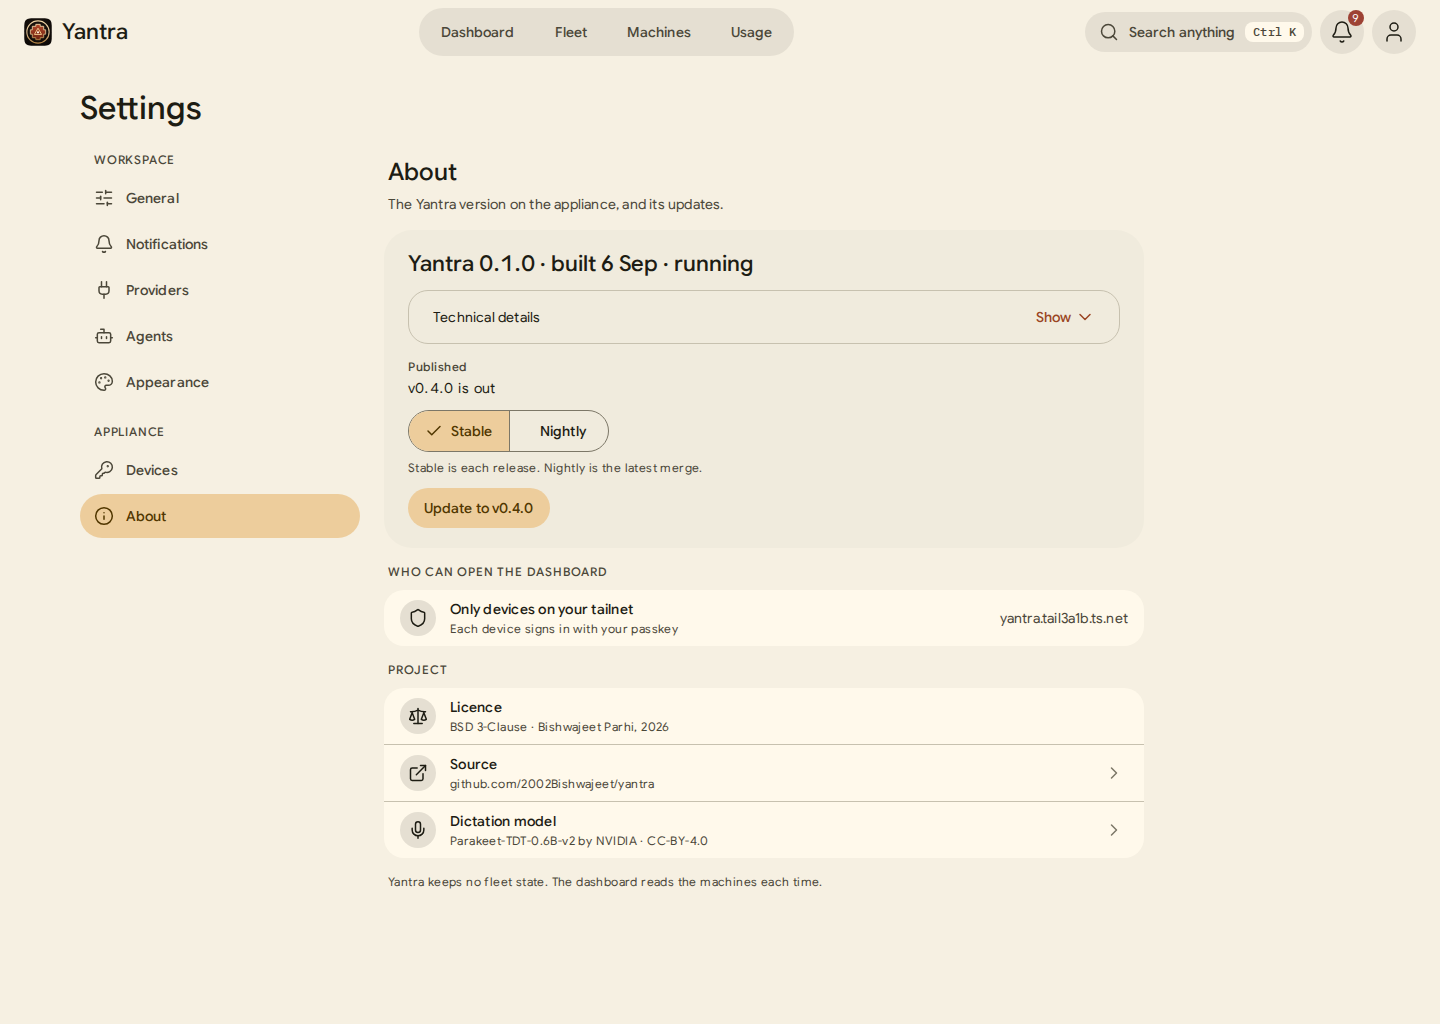 Yantra
Dashboard
Fleet
Machines
Usage
Search anything
Ctrl K
9
Settings
WORKSPACE
General
Notifications
Providers
Agents
Appearance
APPLIANCE
Devices
About
About
The Yantra version on the appliance, and its updates.
Yantra 0.1.0 · built 6 Sep · running
Technical details
Show
Published
v0.4.0 is out
Stable
Nightly
Stable is each release. Nightly is the latest merge.
Update to v0.4.0
WHO CAN OPEN THE DASHBOARD
Only devices on your tailnet
Each device signs in with your passkey
yantra.tail3a1b.ts.net
PROJECT
Licence
BSD 3-Clause · Bishwajeet Parhi, 2026
Source
github.com/2002Bishwajeet/yantra
Dictation model
Parakeet-TDT-0.6B-v2 by NVIDIA · CC-BY-4.0
Yantra keeps no fleet state. The dashboard reads the machines each time.